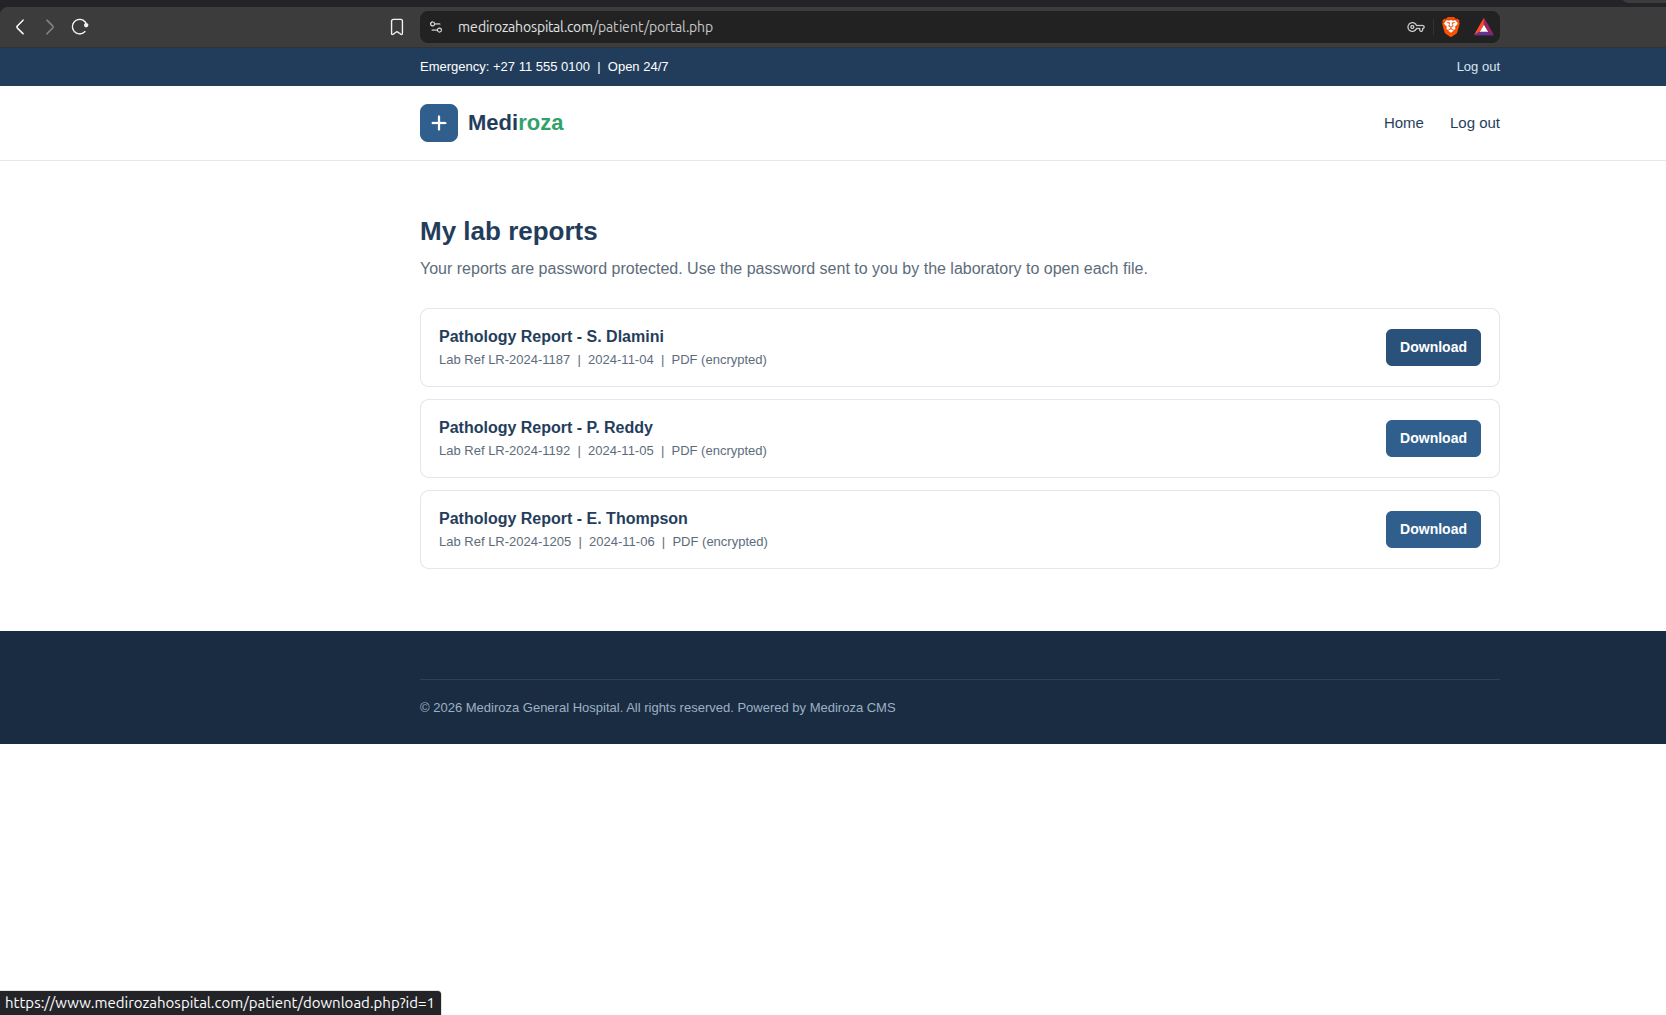 medirozahospital.com/patient/portal.php
Emergency: +27 11 555 0100 | Open 24/7
Log out
Mediroza
Home
Log out
My lab reports
Your reports are password protected. Use the password sent to you by the laboratory to open each file.
Pathology Report - S. Dlamini
Lab Ref LR-2024-1187 | 2024-11-04 | PDF (encrypted)
Download
Pathology Report - P. Reddy
Lab Ref LR-2024-1192 | 2024-11-05 | PDF (encrypted)
Download
Pathology Report - E. Thompson
Lab Ref LR-2024-1205 | 2024-11-06 | PDF (encrypted)
Download
© 2026 Mediroza General Hospital. All rights reserved. Powered by Mediroza CMS
https://www.medirozahospital.com/patient/download.php?id=1